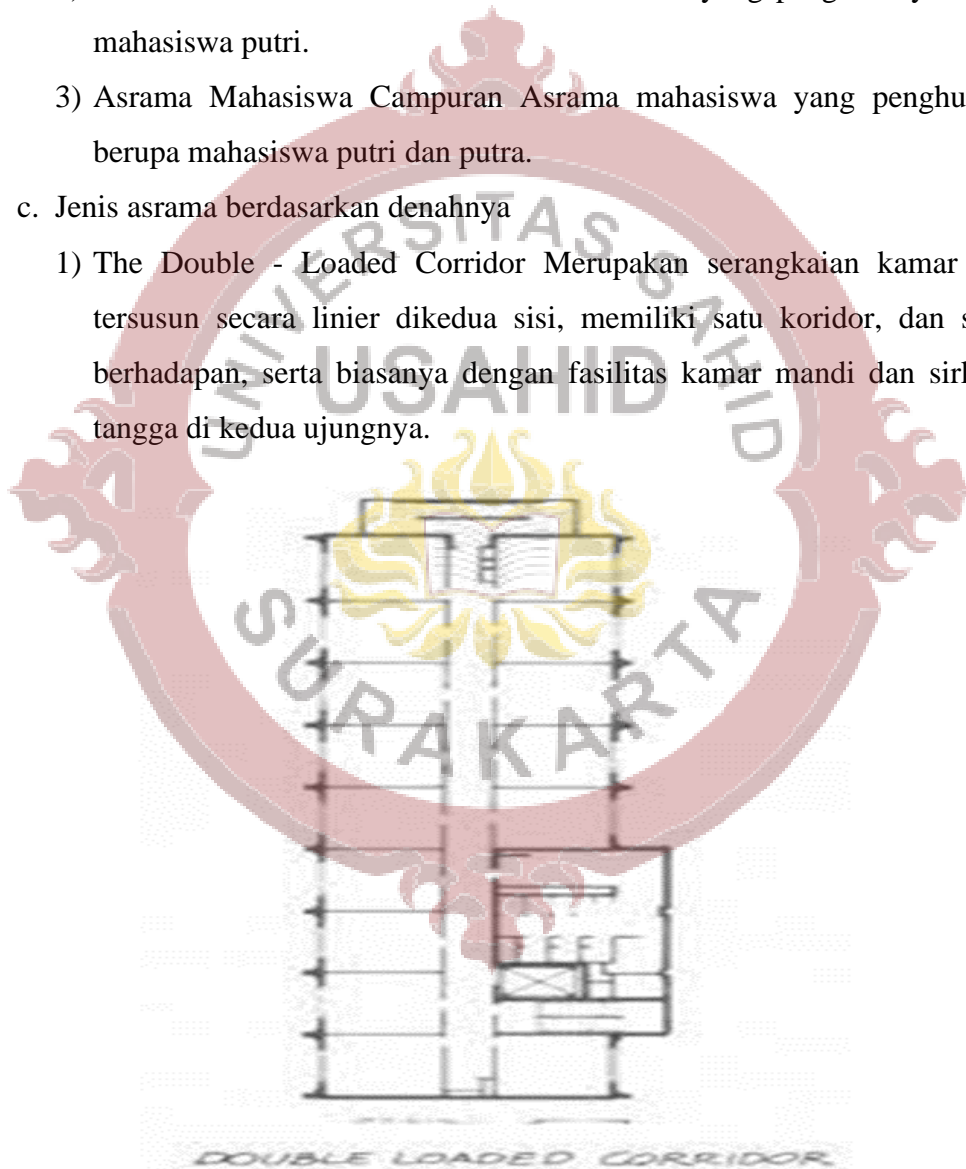 mahasiswa putri.
3) Asrama Mahasiswa Campuran Asrama mahasiswa yang penghu
berupa mahasiswa putri dan putra.
c. Jenis asrama berdasarkan denahnya
1) The Double - Loaded Corridor Merupakan serangkaian kamar
tersusun secara linier dikedua sisi, memiliki satu koridor, dan s
berhadapan, serta biasanya dengan fasilitas kamar mandi dan sirk
tangga di kedua ujungnya.
UNIVERSITAS SAHID
USAHID
SURAKARTA
DOUBLE LOADED CORRIDOR